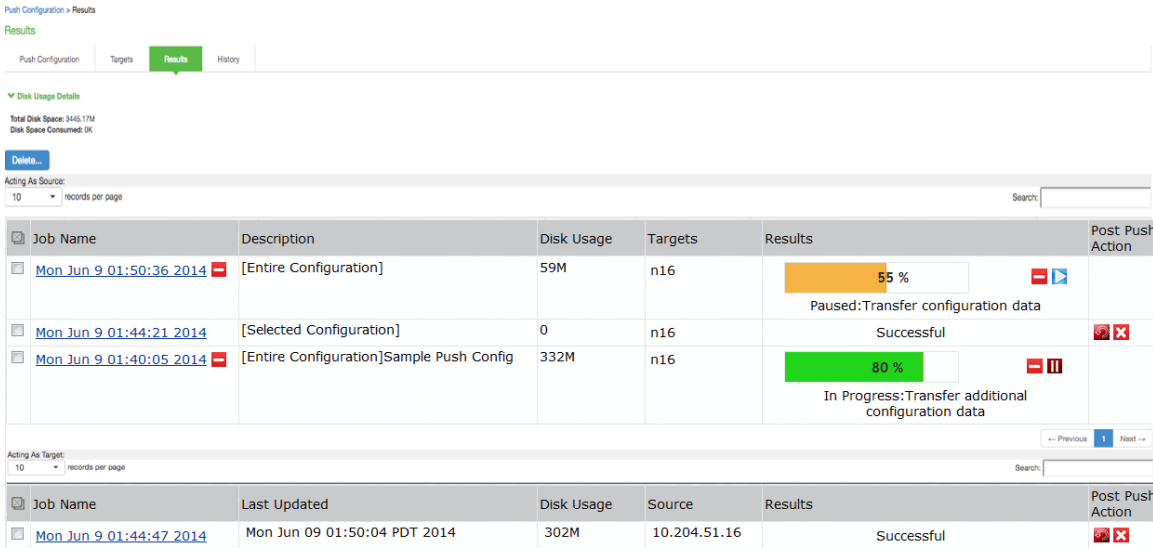 Push Configuration > Results
Results
Push Configuration Targets Results History
Disk Usage Details
Total Disk Space: 3445.17M
Disk Space Consumed: 0K
Delete...
Acting As Source:
10 records per page Search:
Job Name Description Disk Usage Targets Results Post Push Action
Mon Jun 9 01:50:36 2014 [Entire Configuration] 59M n16 55 %
Paused:Transfer configuration data
Mon Jun 9 01:44:21 2014 [Selected Configuration] 0 n16 Successful
Mon Jun 9 01:40:05 2014 [Entire Configuration]Sample Push Config 332M n16 80 %
In Progress:Transfer additional
configuration data
← Previous 1 Next →
Acting As Target:
10 records per page Search:
Job Name Last Updated Disk Usage Source Results Post Push Action
Mon Jun 9 01:44:47 2014 Mon Jun 09 01:50:04 PDT 2014 302M 10.204.51.16 Successful